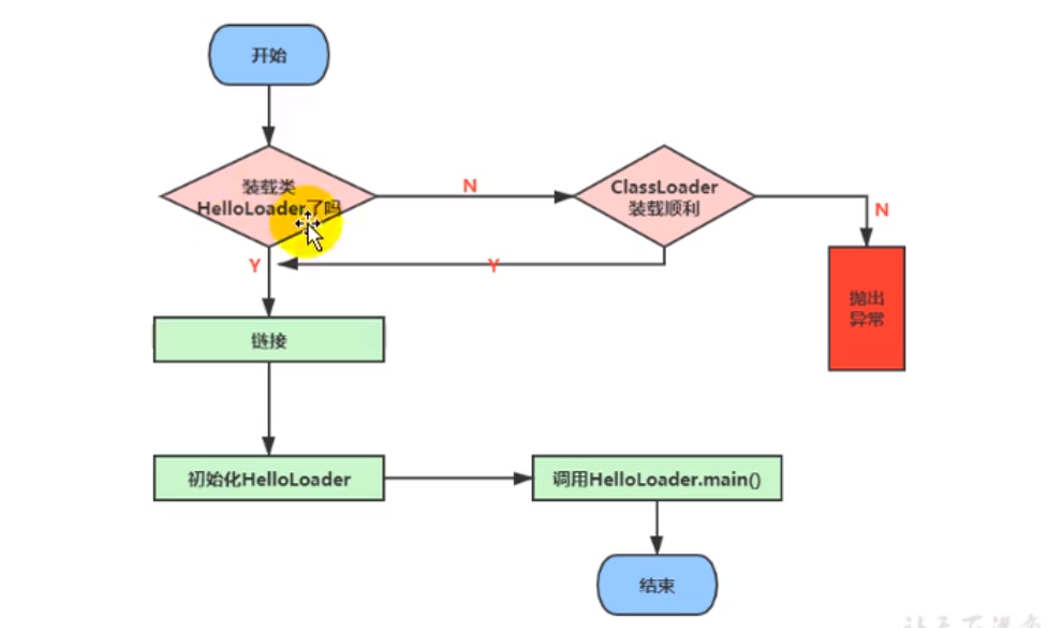 开始
装载类
HelloLoader了吗
N
ClassLoader
装载顺利
N
Y
Y
抛出
异常
链接
初始化HelloLoader
调用HelloLoader.main()
结束